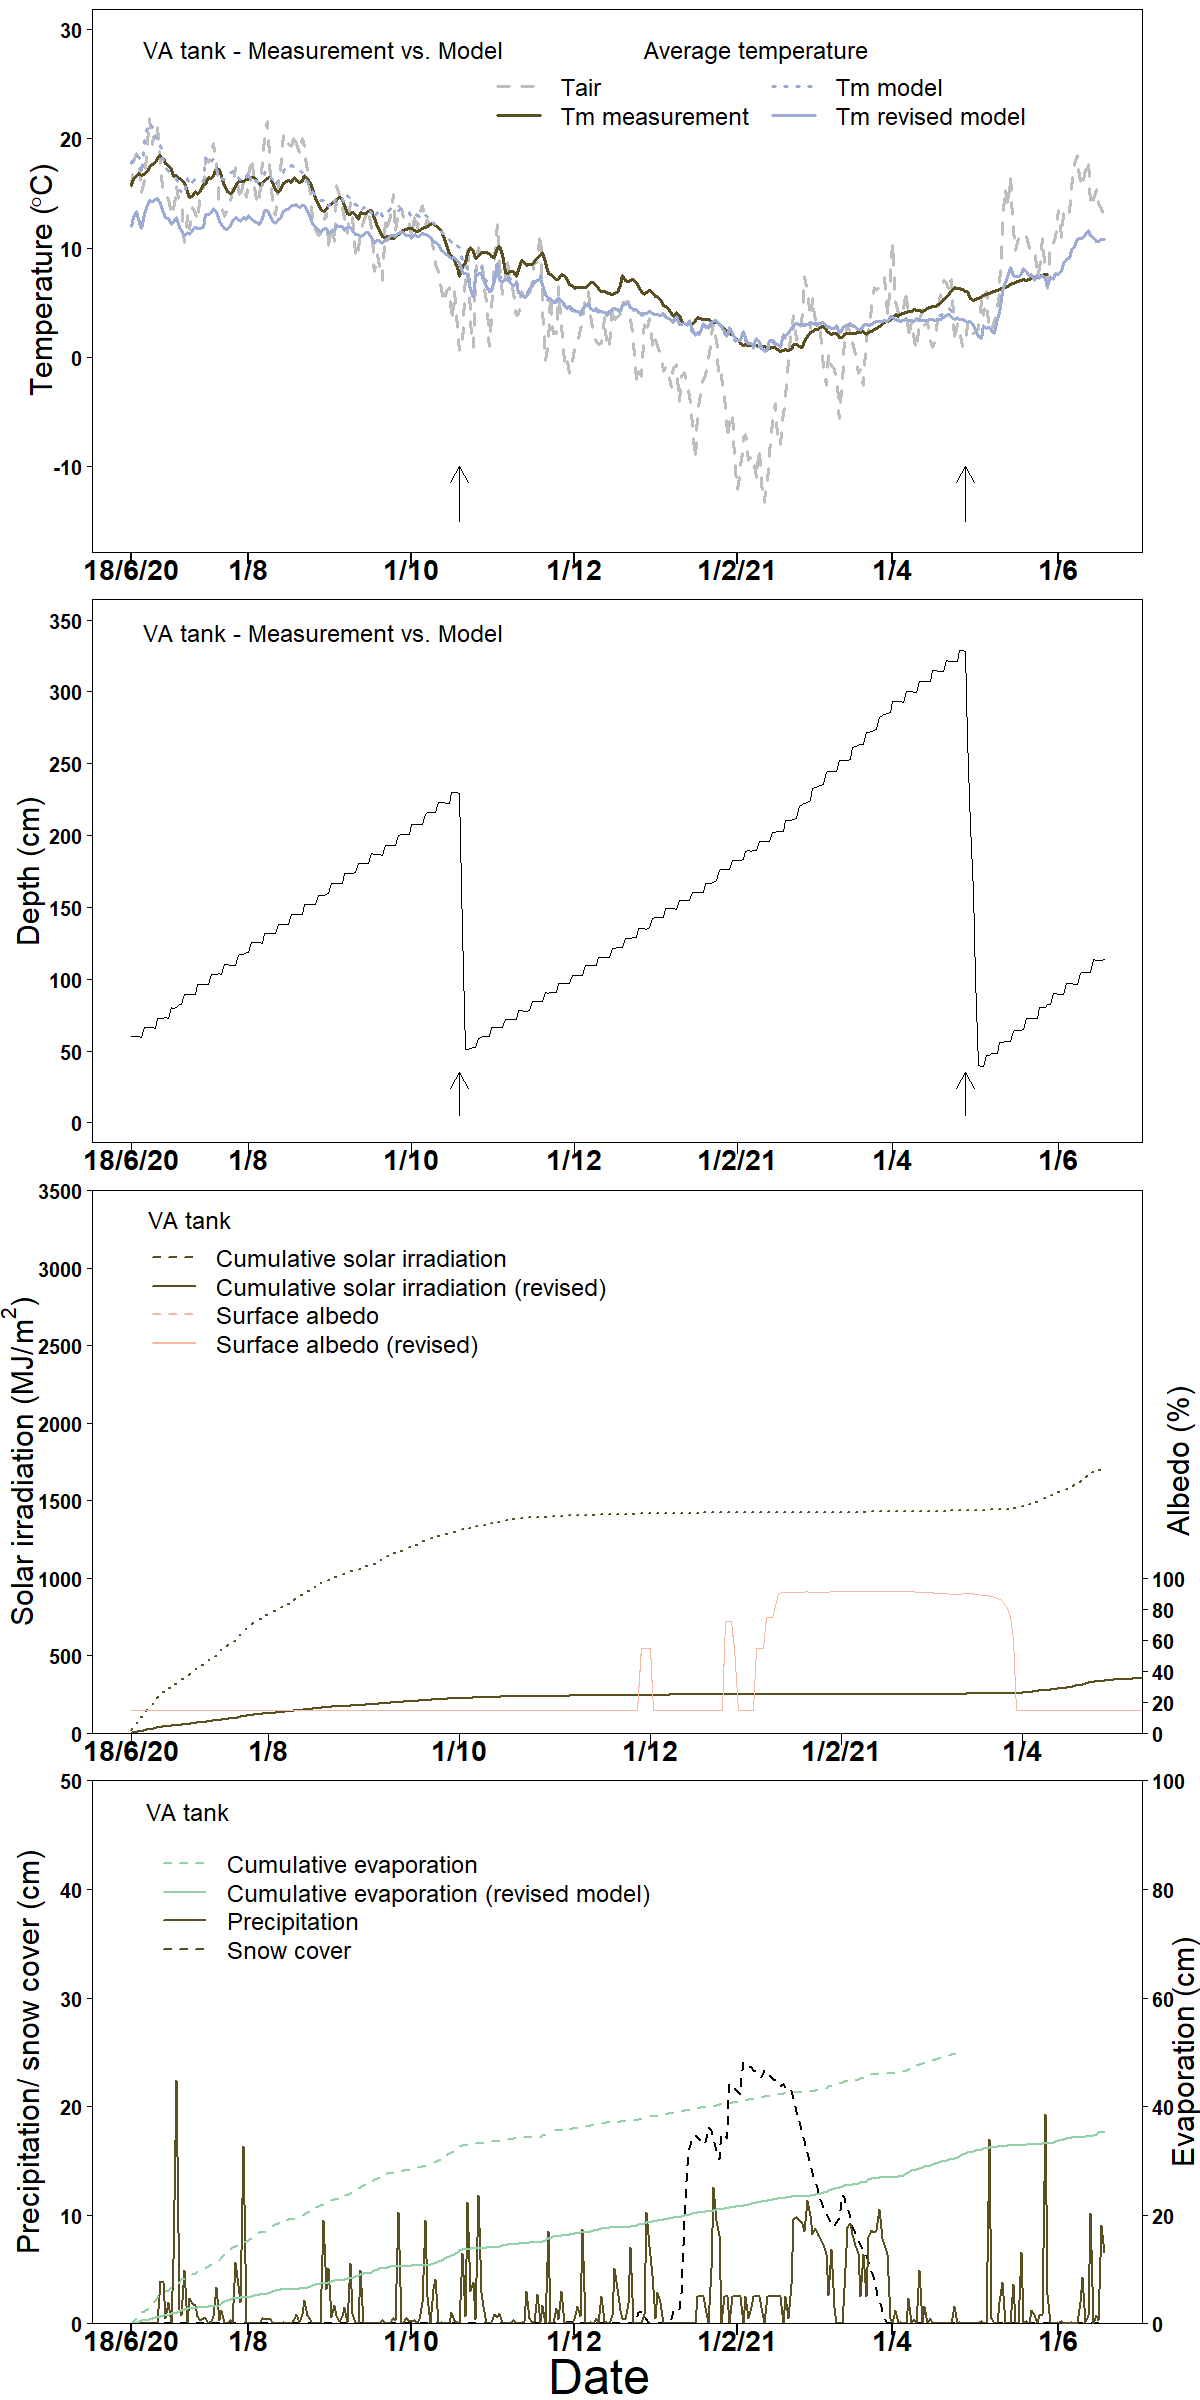 VA tank - Measurement vs. Model
Average temperature
Tair
Tm model
Tm measurement
Tm revised model
Temperature (°C)
30
20
10
0
-10
18/6/20 1/8 1/10 1/12 1/2/21 1/4 1/6
VA tank - Measurement vs. Model
Depth (cm)
350
300
250
200
150
100
50
0
18/6/20 1/8 1/10 1/12 1/2/21 1/4 1/6
VA tank
Cumulative solar irradiation
Cumulative solar irradiation (revised)
Surface albedo
Surface albedo (revised)
Solar irradiation (MJ/m²)
3500
3000
2500
2000
1500
1000
500
0
Albedo (%)
100
80
60
40
20
0
18/6/20 1/8 1/10 1/12 1/2/21 1/4
VA tank
Cumulative evaporation
Cumulative evaporation (revised model)
Precipitation
Snow cover
Precipitation/ snow cover (cm)
50
40
30
20
10
0
Evaporation (cm)
100
80
60
40
20
0
18/6/20 1/8 1/10 1/12 1/2/21 1/4 1/6
Date